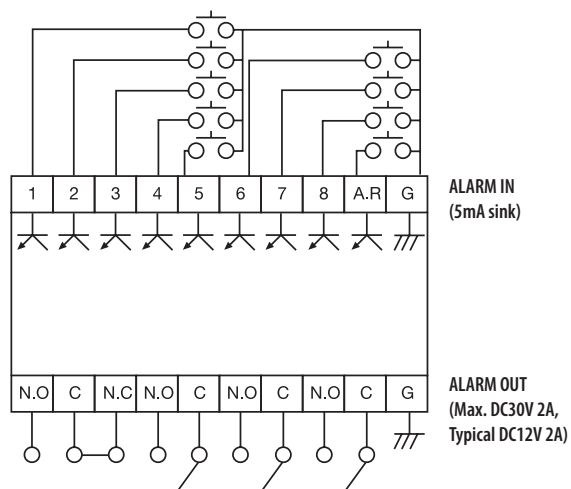 1 2 3 4 5 6 7 8 A.R G
ALARM IN
(5mA sink)
N.O C N.C N.O C N.O C N.O C G
ALARM OUT
(Max. DC30V 2A,
Typical DC12V 2A)